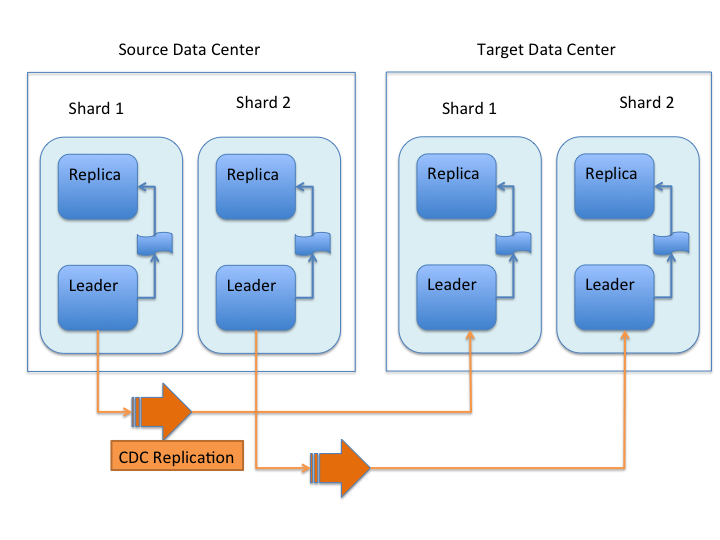 Source Data Center
Target Data Center
Shard 1
Shard 2
Shard 1
Shard 2
Replica
Replica
Replica
Replica
Leader
Leader
Leader
Leader
CDC Replication